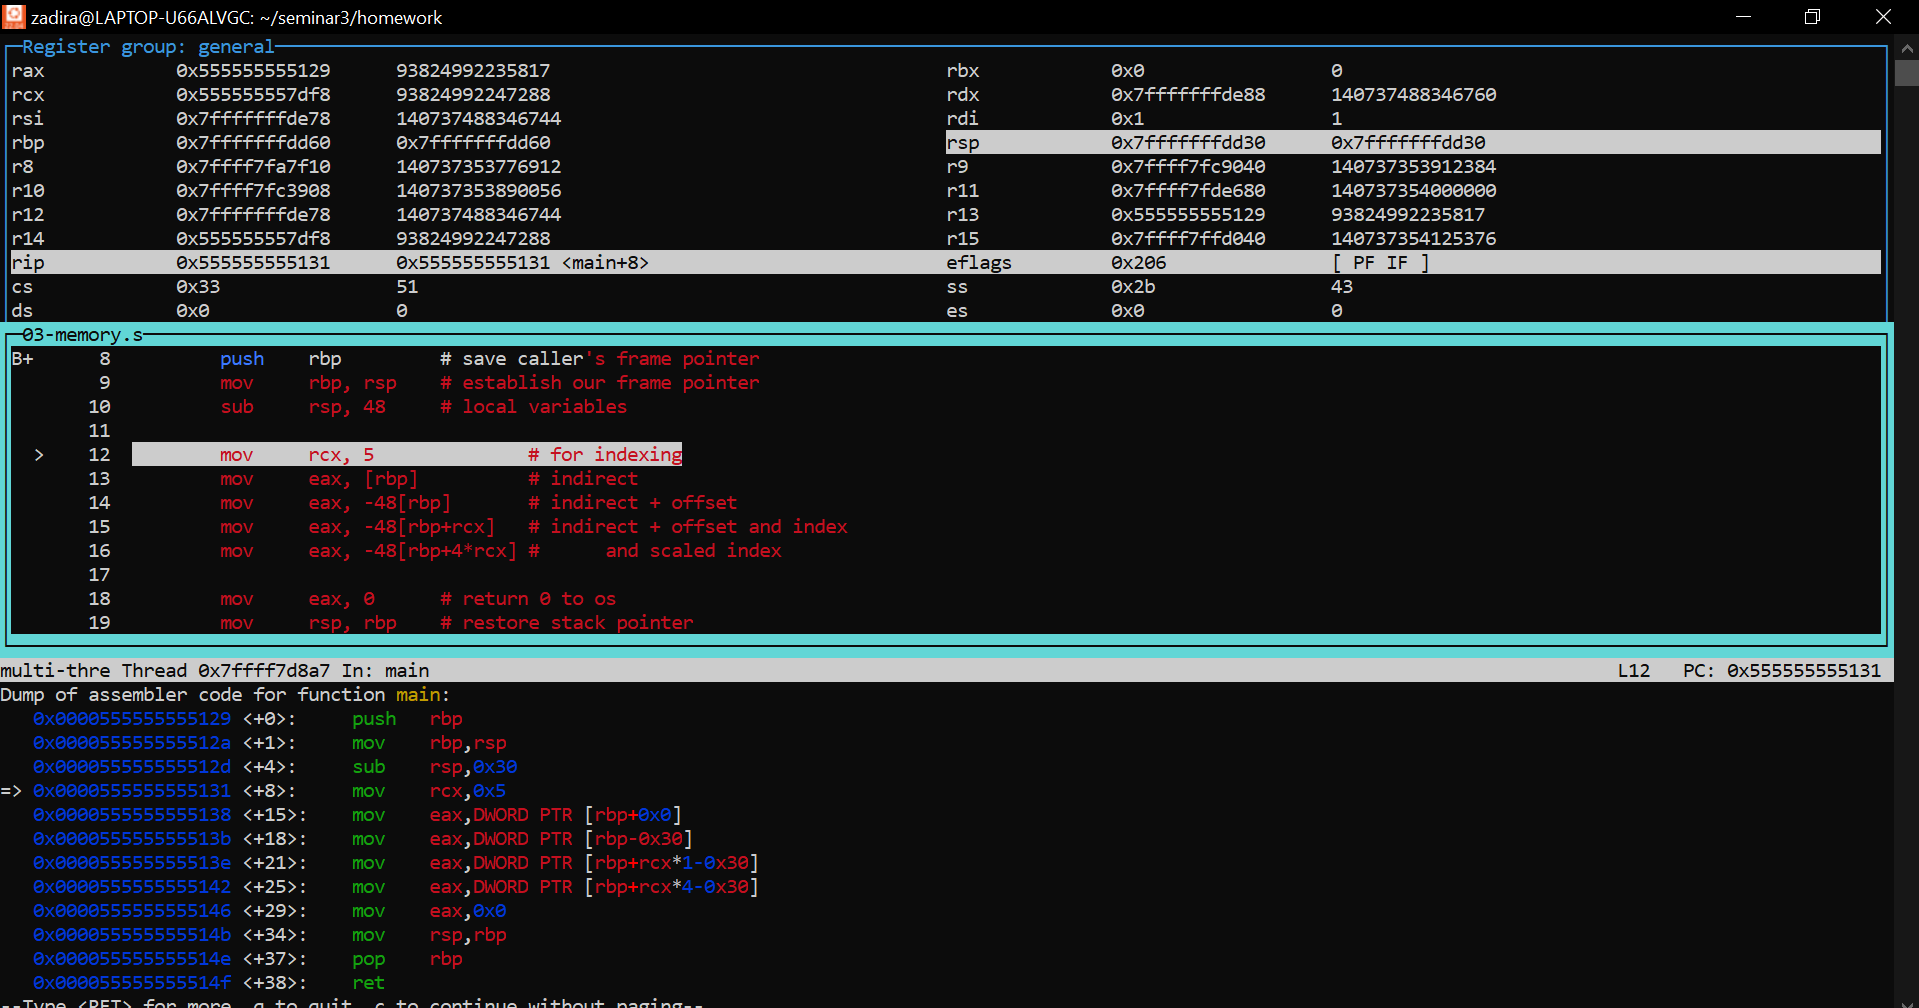 zadira@LAPTOP-U66ALVGC: ~/seminar3/homework
Register group: general
rax 0x555555555129 93824992235817 rbx 0x0 0
rcx 0x555555557df8 93824992247288 rdx 0x7fffffffde88 140737488346760
rsi 0x7fffffffde78 140737488346744 rdi 0x1 1
rbp 0x7fffffffdd60 0x7fffffffdd60 rsp 0x7fffffffdd30 0x7fffffffdd30
r8 0x7ffff7fa7f10 140737353776912 r9 0x7ffff7fc9040 140737353912384
r10 0x7ffff7fc3908 140737353890056 r11 0x7ffff7fde680 140737354000000
r12 0x7fffffffde78 140737488346744 r13 0x555555555129 93824992235817
r14 0x555555557df8 93824992247288 r15 0x7ffff7ffd040 140737354125376
rip 0x555555555131 0x555555555131 <main+8> eflags 0x206 [ PF IF ]
cs 0x33 51 ss 0x2b 43
ds 0x0 0 es 0x0 0
03-memory.s
B+ 8 push rbp # save caller's frame pointer
9 mov rbp, rsp # establish our frame pointer
10 sub rsp, 48 # local variables
11
> 12 mov rcx, 5 # for indexing
13 mov eax, [rbp] # indirect
14 mov eax, -48[rbp] # indirect + offset
15 mov eax, -48[rbp+rcx] # indirect + offset and index
16 mov eax, -48[rbp+4*rcx] # and scaled index
17
18 mov eax, 0 # return 0 to os
19 mov rsp, rbp # restore stack pointer
multi-thre Thread 0x7ffff7d8a7 In: main L12 PC: 0x555555555131
Dump of assembler code for function main:
0x0000555555555129 <+0>: push rbp
0x000055555555512a <+1>: mov rbp,rsp
0x000055555555512d <+4>: sub rsp,0x30
=> 0x0000555555555131 <+8>: mov rcx,0x5
0x0000555555555138 <+15>: mov eax,DWORD PTR [rbp+0x0]
0x000055555555513b <+18>: mov eax,DWORD PTR [rbp-0x30]
0x000055555555513e <+21>: mov eax,DWORD PTR [rbp+rcx*1-0x30]
0x0000555555555142 <+25>: mov eax,DWORD PTR [rbp+rcx*4-0x30]
0x0000555555555146 <+29>: mov eax,0x0
0x000055555555514b <+34>: mov rsp,rbp
0x000055555555514e <+37>: pop rbp
0x000055555555514f <+38>: ret
--Type <RET> for more, q to quit, c to continue without paging--